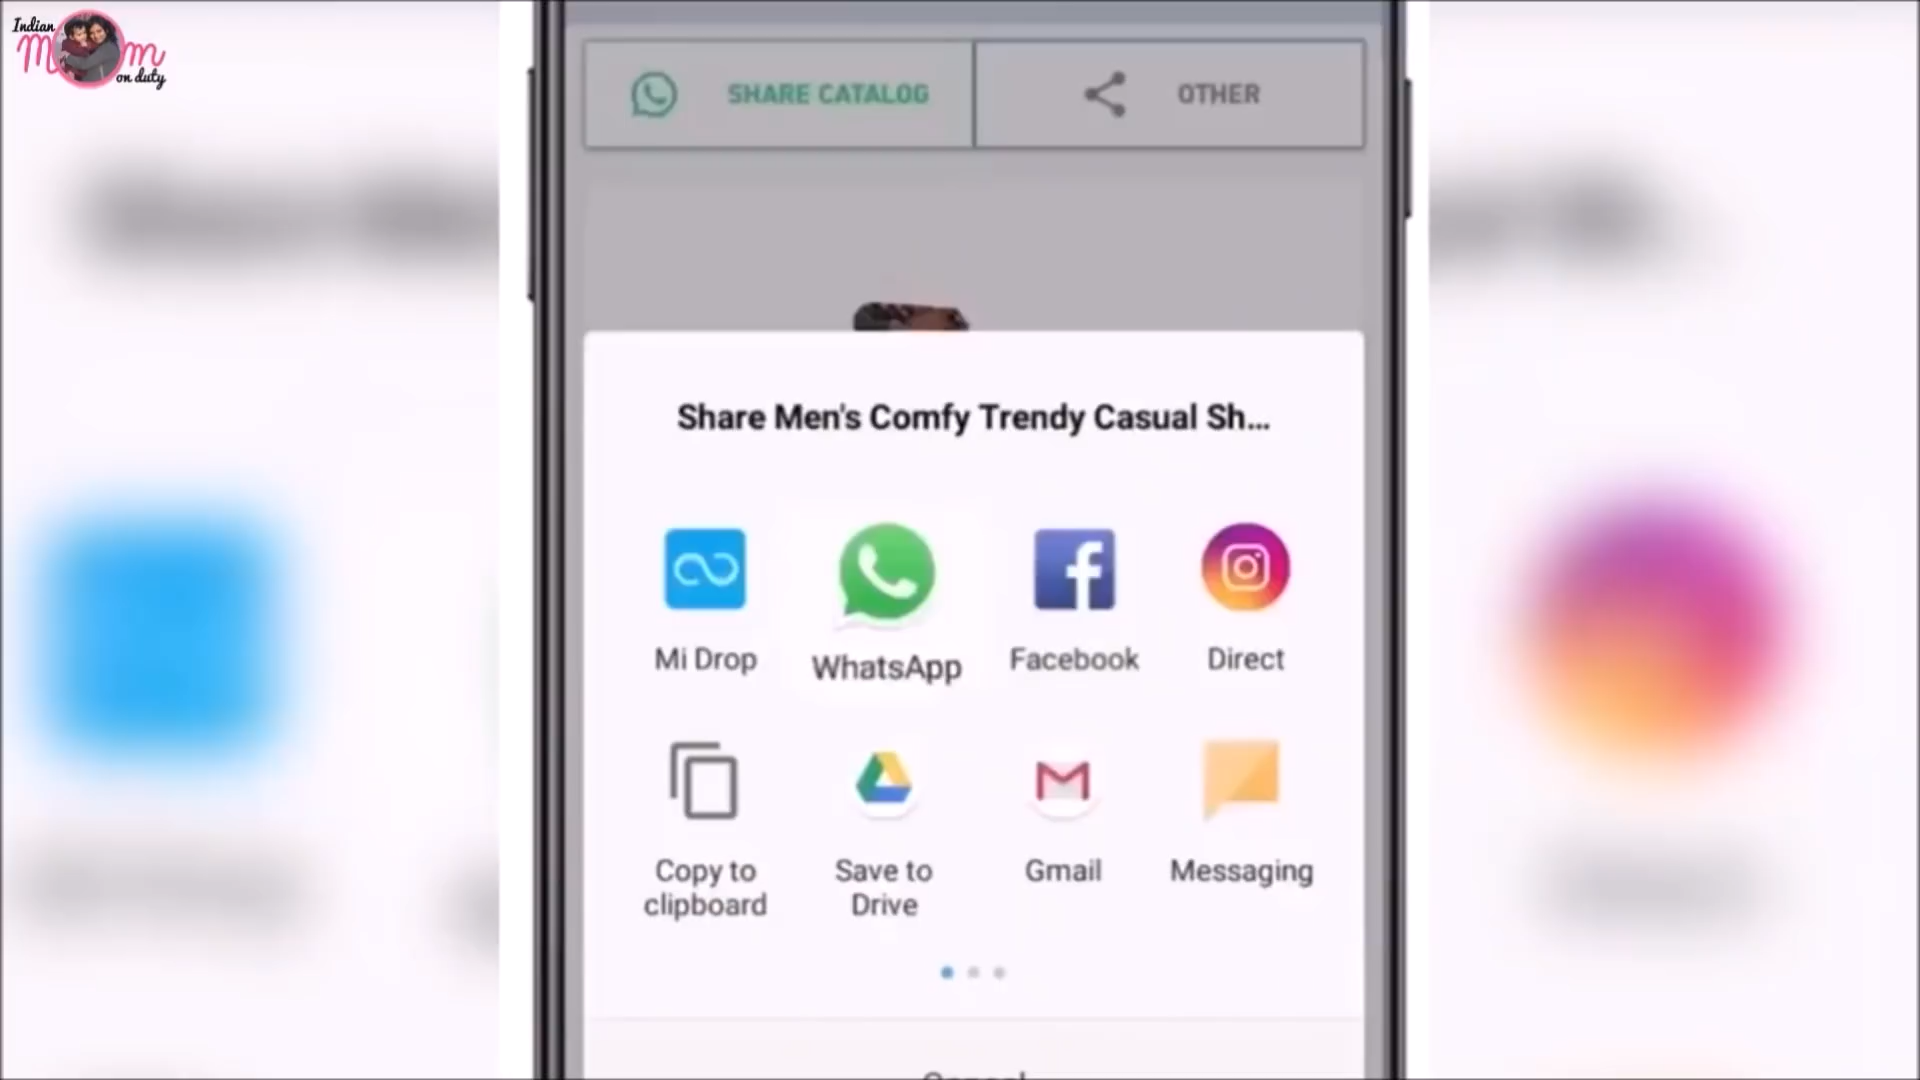 Indian
Mom
on duty
SHARE CATALOG
OTHER
Share Men's Comfy Trendy Casual Sh...
Mi Drop
WhatsApp
Facebook
Direct
Copy to
clipboard
Save to
Drive
Gmail
Messaging